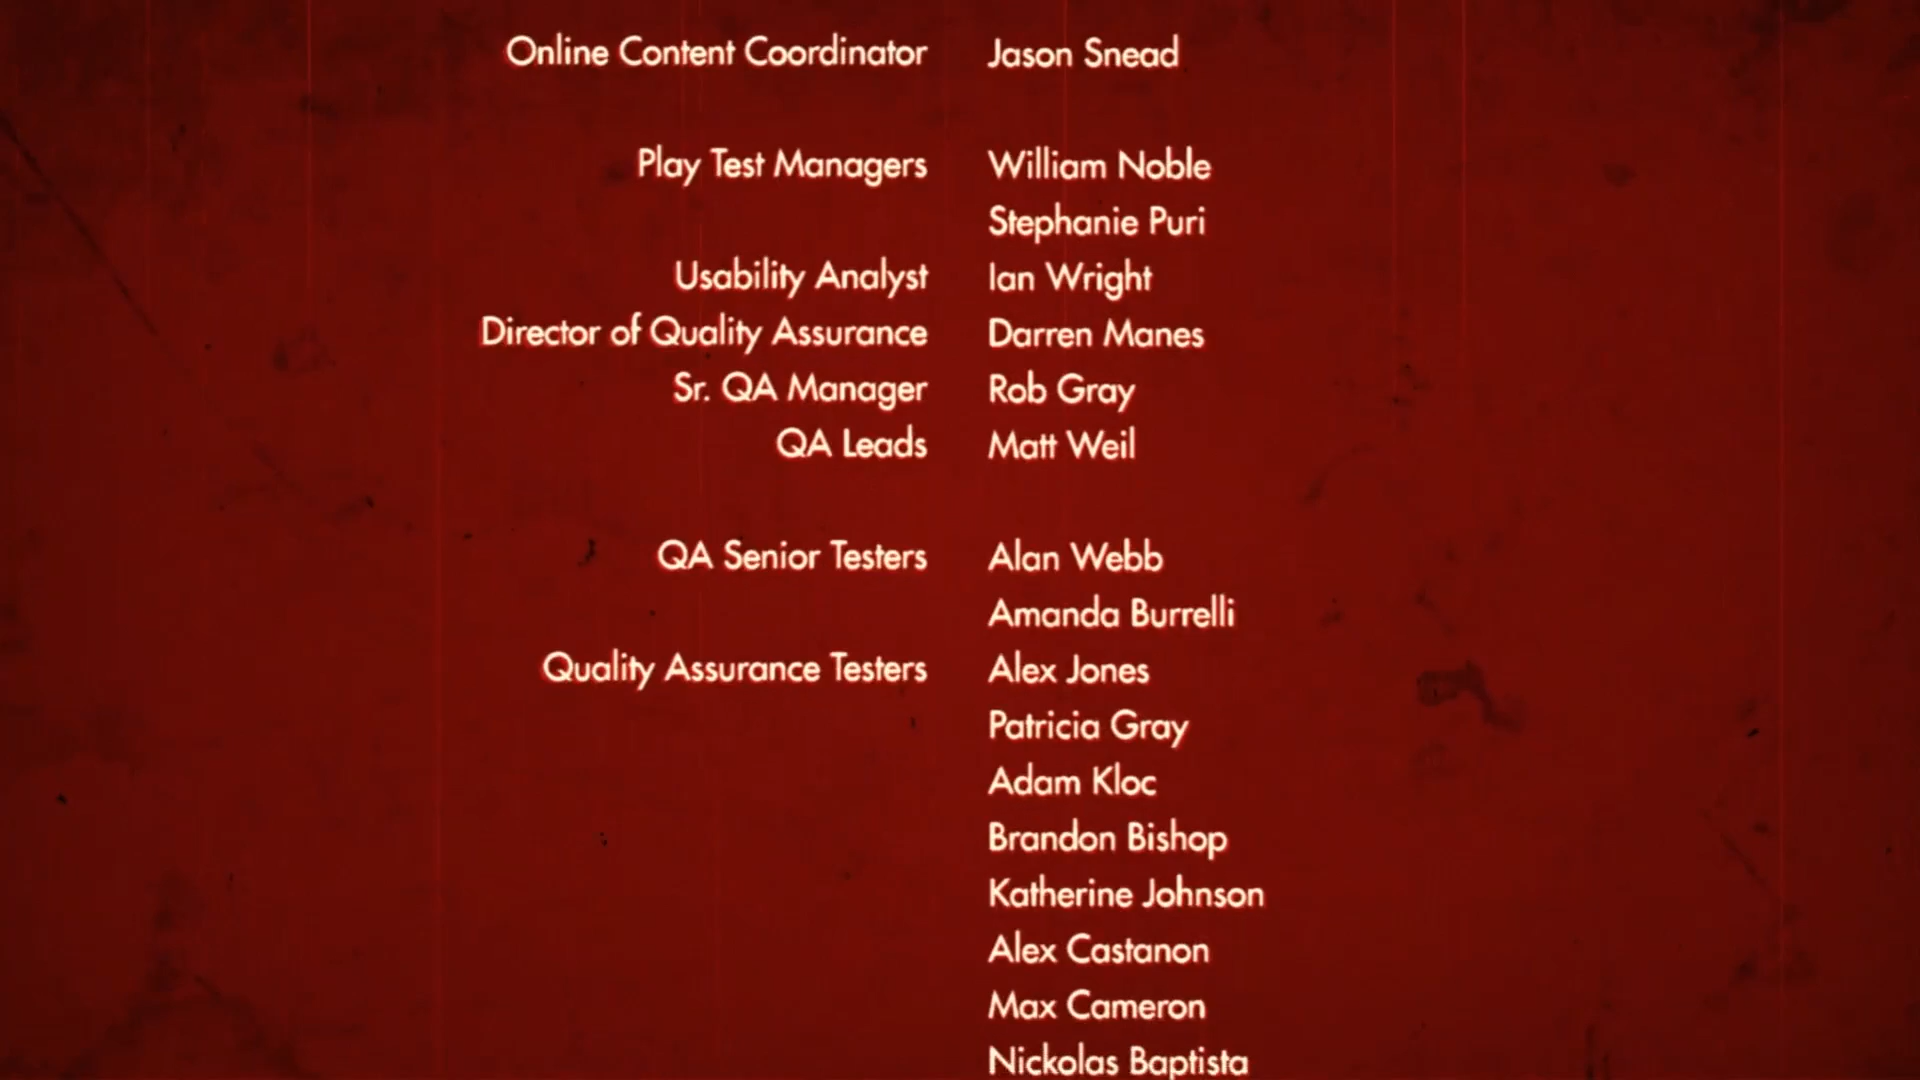 Online Content Coordinator Jason Snead
Play Test Managers William Noble
Stephanie Puri
Usability Analyst Ian Wright
Director of Quality Assurance Darren Manes
Sr. QA Manager Rob Gray
QA Leads Matt Weil
QA Senior Testers Alan Webb
Amanda Burrelli
Quality Assurance Testers Alex Jones
Patricia Gray
Adam Kloc
Brandon Bishop
Katherine Johnson
Alex Castanon
Max Cameron
Nickolas Baptista